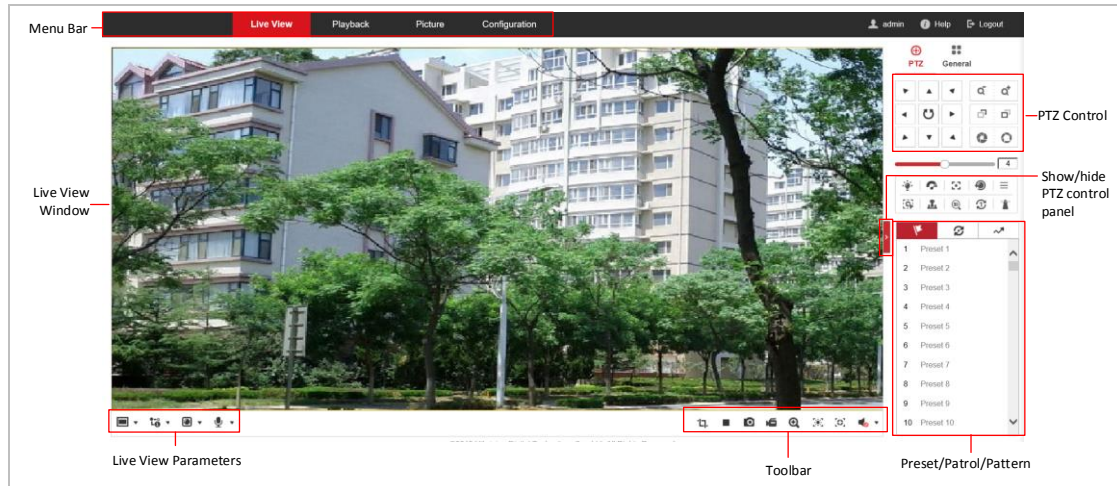 Menu Bar
Live View Playback Picture Configuration
admin Help Logout
PTZ General
PTZ Control
4
Show/hide
PTZ control
panel
Live View
Window
1 Preset 1
2 Preset 2
3 Preset 3
4 Preset 4
5 Preset 5
6 Preset 6
7 Preset 7
8 Preset 8
9 Preset 9
10 Preset 10
Live View Parameters
Toolbar
Preset/Patrol/Pattern